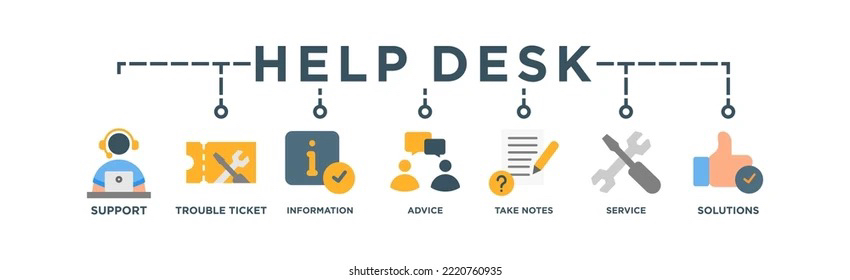 HELP DESK
i
?
SUPPORT
TROUBLE TICKET
INFORMATION
ADVICE
TAKE NOTES
SERVICE
SOLUTIONS
shutterstock.com · 2220760935